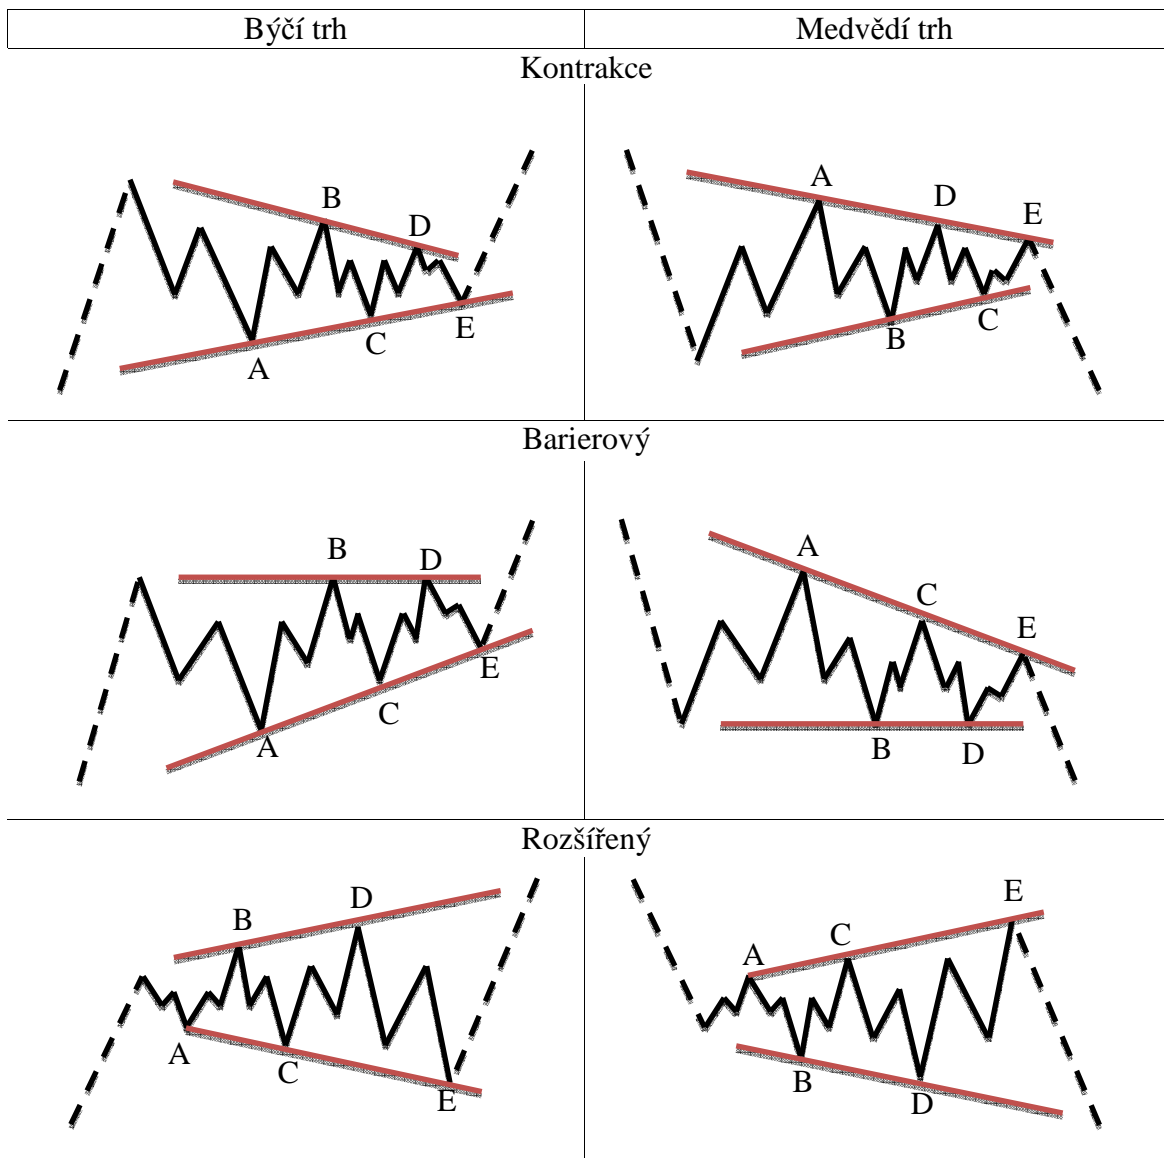 Býčí trh Medvědí trh
Kontrakce
B D E A C
A D E B C
Barierový
B D E C A
A C E B D
Rozšířený
D B A C E
E C A B D